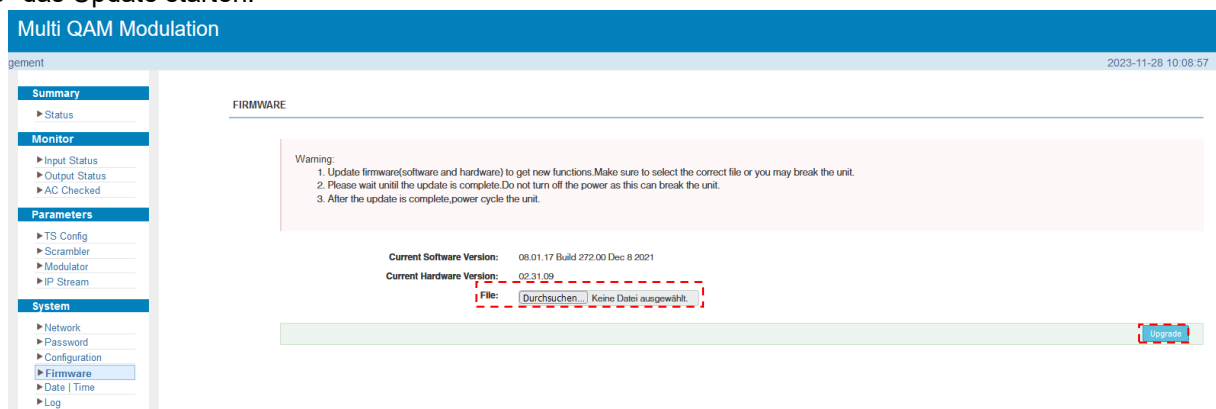 das Update starten.
Multi QAM Modulation
gement
2023-11-28 10:08:57
Summary
Status
Monitor
Input Status
Output Status
AC Checked
Parameters
TS Config
Scrambler
Modulator
IP Stream
System
Network
Password
Configuration
Firmware
Date | Time
Log
FIRMWARE
Warning:
1. Update firmware(software and hardware) to get new functions.Make sure to select the correct file or you may break the unit.
2. Please wait unitil the update is complete.Do not turn off the power as this can break the unit.
3. After the update is complete,power cycle the unit.
Current Software Version: 08.01.17 Build 272.00 Dec 8 2021
Current Hardware Version: 02.31.09
File: Durchsuchen... Keine Datei ausgewählt.
Upgrade